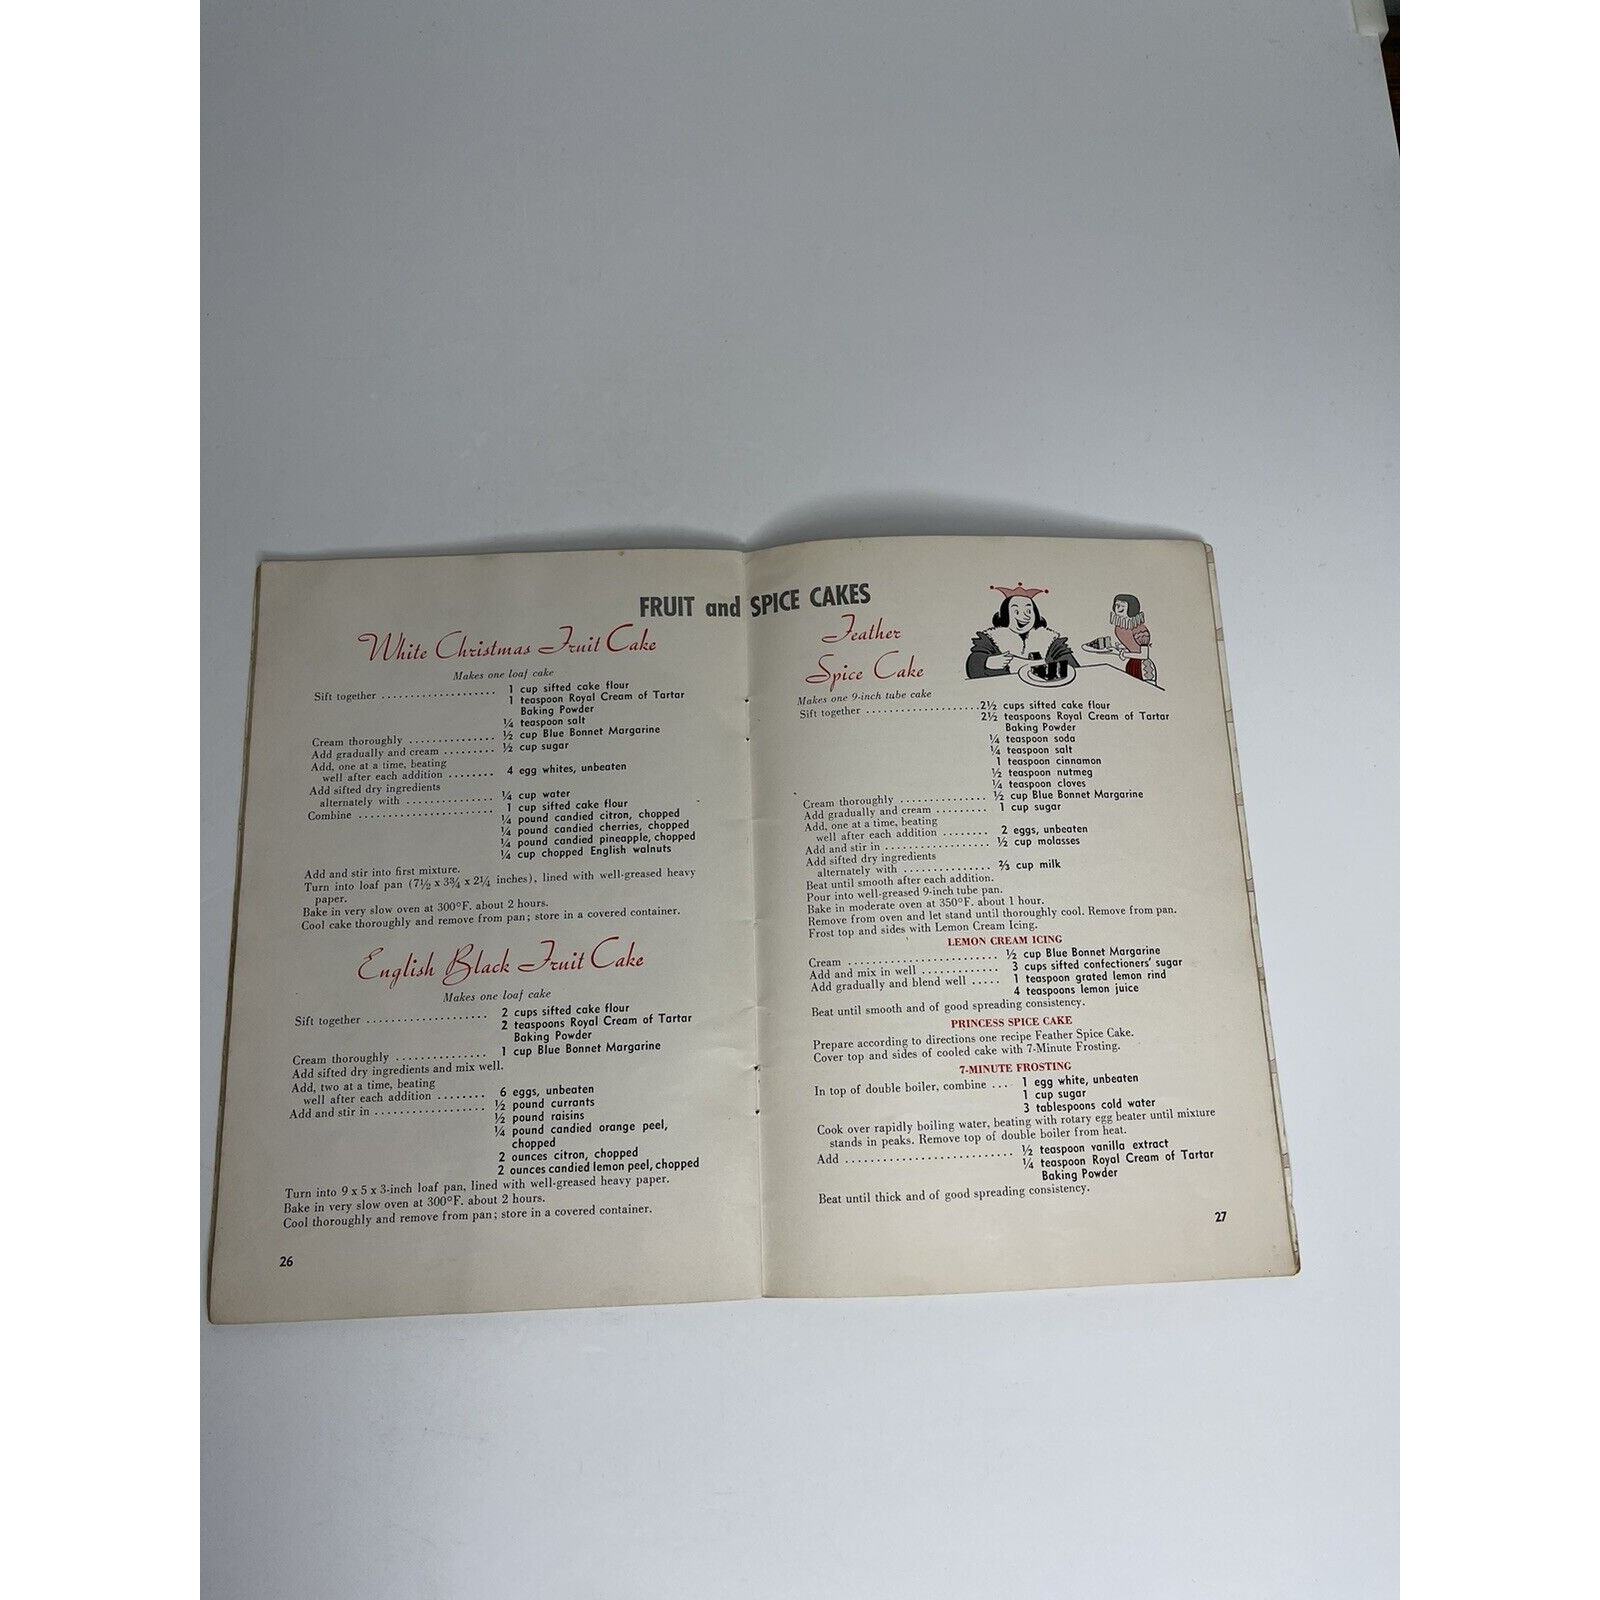 FRUIT and SPICE CAKES
White Christmas Fruit Cake
Makes one loaf cake
Sift together .................... 1 cup sifted cake flour
1 teaspoon Royal Cream of Tartar
Baking Powder
¼ teaspoon salt
Cream thoroughly ............... ½ cup Blue Bonnet Margarine
Add gradually and cream ......... ½ cup sugar
Add, one at a time, beating
well after each addition ........ 4 egg whites, unbeaten
Add sifted dry ingredients
alternately with ............... ¼ cup water
Combine ....................... 1 cup sifted cake flour
¼ pound candied citron, chopped
¼ pound candied cherries, chopped
¼ pound candied pineapple, chopped
¼ cup chopped English walnuts
Add and stir into first mixture.
Turn into loaf pan (7½ x 3¾ x 2¼ inches), lined with well-greased heavy
paper.
Bake in very slow oven at 300°F. about 2 hours.
Cool cake thoroughly and remove from pan; store in a covered container.
English Black Fruit Cake
Makes one loaf cake
Sift together .................... 2 cups sifted cake flour
2 teaspoons Royal Cream of Tartar
Baking Powder
Cream thoroughly ............... 1 cup Blue Bonnet Margarine
Add sifted dry ingredients and mix well.
Add, two at a time, beating
well after each addition ........ 6 eggs, unbeaten
Add and stir in .................. ½ pound currants
½ pound raisins
¼ pound candied orange peel,
chopped
2 ounces citron, chopped
2 ounces candied lemon peel, chopped
Turn into 9 x 5 x 3-inch loaf pan, lined with well-greased heavy paper.
Bake in very slow oven at 300°F. about 2 hours.
Cool thoroughly and remove from pan; store in a covered container.
26
Feather
Spice Cake
Makes one 9-inch tube cake
Sift together ................... 2½ cups sifted cake flour
2½ teaspoons Royal Cream of Tartar
Baking Powder
¼ teaspoon soda
¼ teaspoon salt
1 teaspoon cinnamon
½ teaspoon nutmeg
¼ teaspoon cloves
Cream thoroughly ............... ½ cup Blue Bonnet Margarine
Add gradually and cream ......... 1 cup sugar
Add, one at a time, beating
well after each addition ........ 2 eggs, unbeaten
Add and stir in .................. ½ cup molasses
Add sifted dry ingredients
alternately with ............... ⅔ cup milk
Beat until smooth after each addition.
Pour into well-greased 9-inch tube pan.
Bake in moderate oven at 350°F. about 1 hour.
Remove from oven and let stand until thoroughly cool. Remove from pan.
Frost top and sides with Lemon Cream Icing.
LEMON CREAM ICING
Cream .......................... ½ cup Blue Bonnet Margarine
Add and mix in well ............. 3 cups sifted confectioners' sugar
Add gradually and blend well ..... 1 teaspoon grated lemon rind
4 teaspoons lemon juice
Beat until smooth and of good spreading consistency.
PRINCESS SPICE CAKE
Prepare according to directions one recipe Feather Spice Cake.
Cover top and sides of cooled cake with 7-Minute Frosting.
7-MINUTE FROSTING
In top of double boiler, combine ... 1 egg white, unbeaten
1 cup sugar
3 tablespoons cold water
Cook over rapidly boiling water, beating with rotary egg beater until mixture
stands in peaks. Remove top of double boiler from heat.
Add ............................ ½ teaspoon vanilla extract
¼ teaspoon Royal Cream of Tartar
Baking Powder
Beat until thick and of good spreading consistency.
27